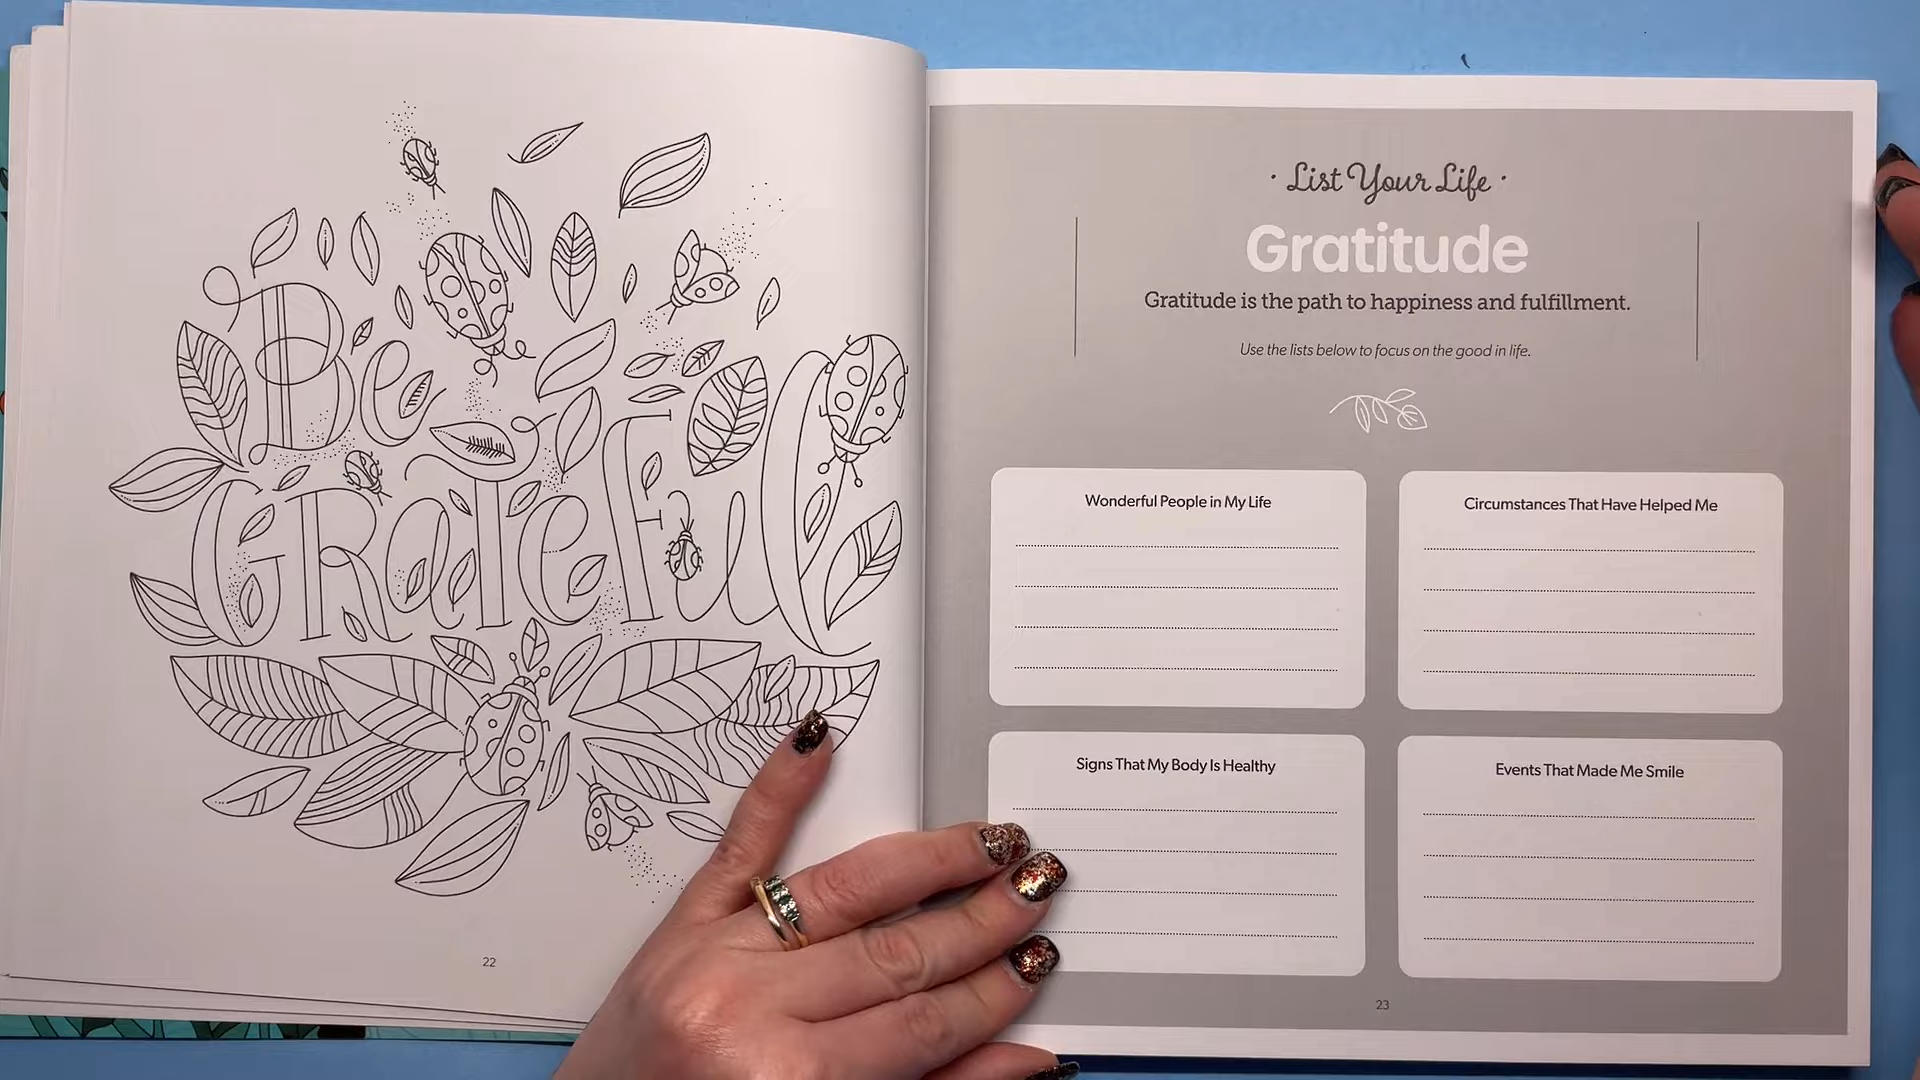 Be
GRaTeFul
22
· List Your Life ·
Gratitude
Gratitude is the path to happiness and fulfillment.
Use the lists below to focus on the good in life.
Wonderful People in My Life
Circumstances That Have Helped Me
Signs That My Body Is Healthy
Events That Made Me Smile
23